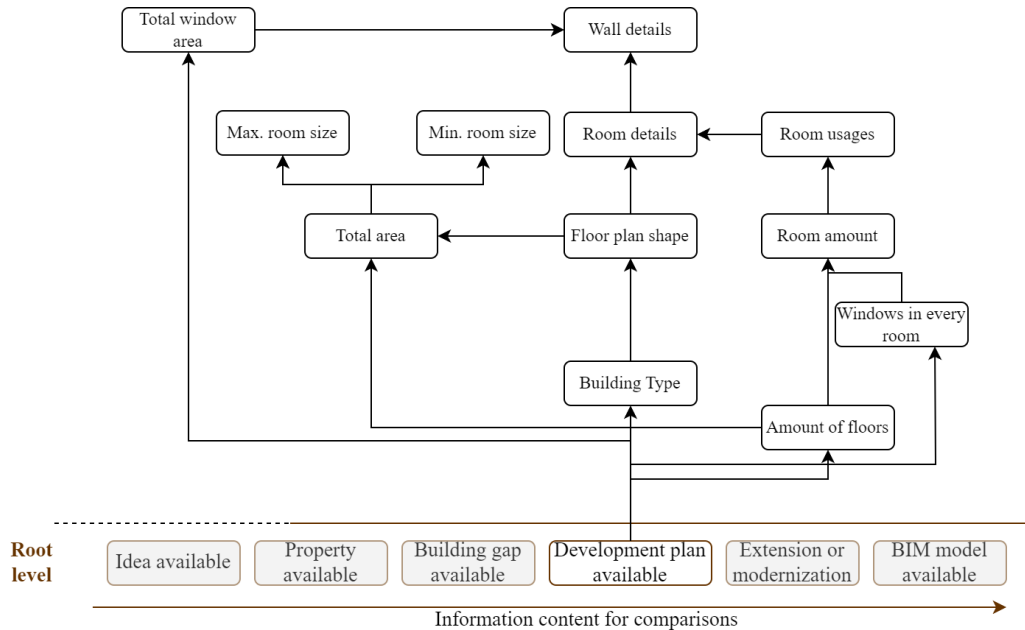 Total window
area
Wall details
Max. room size
Min. room size
Room details
Room usages
Total area
Floor plan shape
Room amount
Windows in every
room
Building Type
Amount of floors
Root
level
Idea available
Property
available
Building gap
available
Development plan
available
Extension or
modernization
BIM model
available
Information content for comparisons